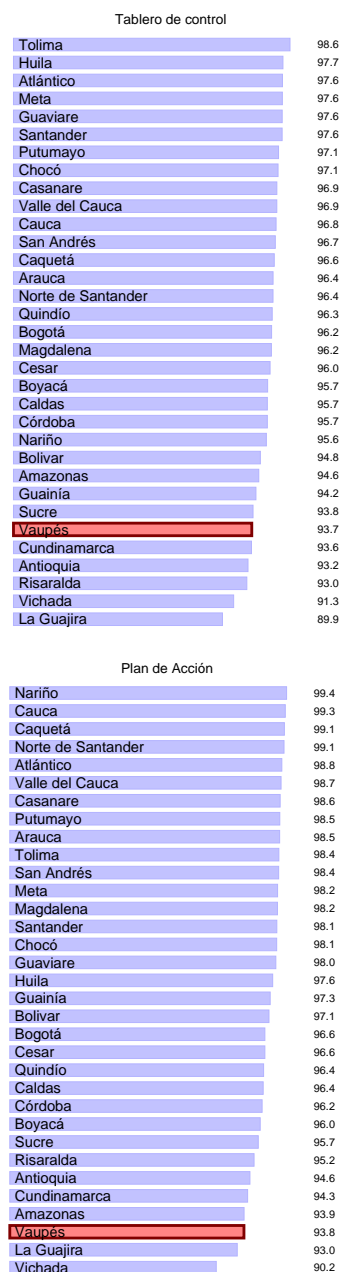 Tablero de control
Tolima 98.6
Huila 97.7
Atlántico 97.6
Meta 97.6
Guaviare 97.6
Santander 97.6
Putumayo 97.1
Chocó 97.1
Casanare 96.9
Valle del Cauca 96.9
Cauca 96.8
San Andrés 96.7
Caquetá 96.6
Arauca 96.4
Norte de Santander 96.4
Quindío 96.3
Bogotá 96.2
Magdalena 96.2
Cesar 96.0
Boyacá 95.7
Caldas 95.7
Córdoba 95.7
Nariño 95.6
Bolivar 94.8
Amazonas 94.6
Guainía 94.2
Sucre 93.8
Vaupés 93.7
Cundinamarca 93.6
Antioquia 93.2
Risaralda 93.0
Vichada 91.3
La Guajira 89.9
Plan de Acción
Nariño 99.4
Cauca 99.3
Caquetá 99.1
Norte de Santander 99.1
Atlántico 98.8
Valle del Cauca 98.7
Casanare 98.6
Putumayo 98.5
Arauca 98.5
Tolima 98.4
San Andrés 98.4
Meta 98.2
Magdalena 98.2
Santander 98.1
Chocó 98.1
Guaviare 98.0
Huila 97.6
Guainía 97.3
Bolivar 97.1
Bogotá 96.6
Cesar 96.6
Quindío 96.4
Caldas 96.4
Córdoba 96.2
Boyacá 96.0
Sucre 95.7
Risaralda 95.2
Antioquia 94.6
Cundinamarca 94.3
Amazonas 93.9
Vaupés 93.8
La Guajira 93.0
Vichada 90.2